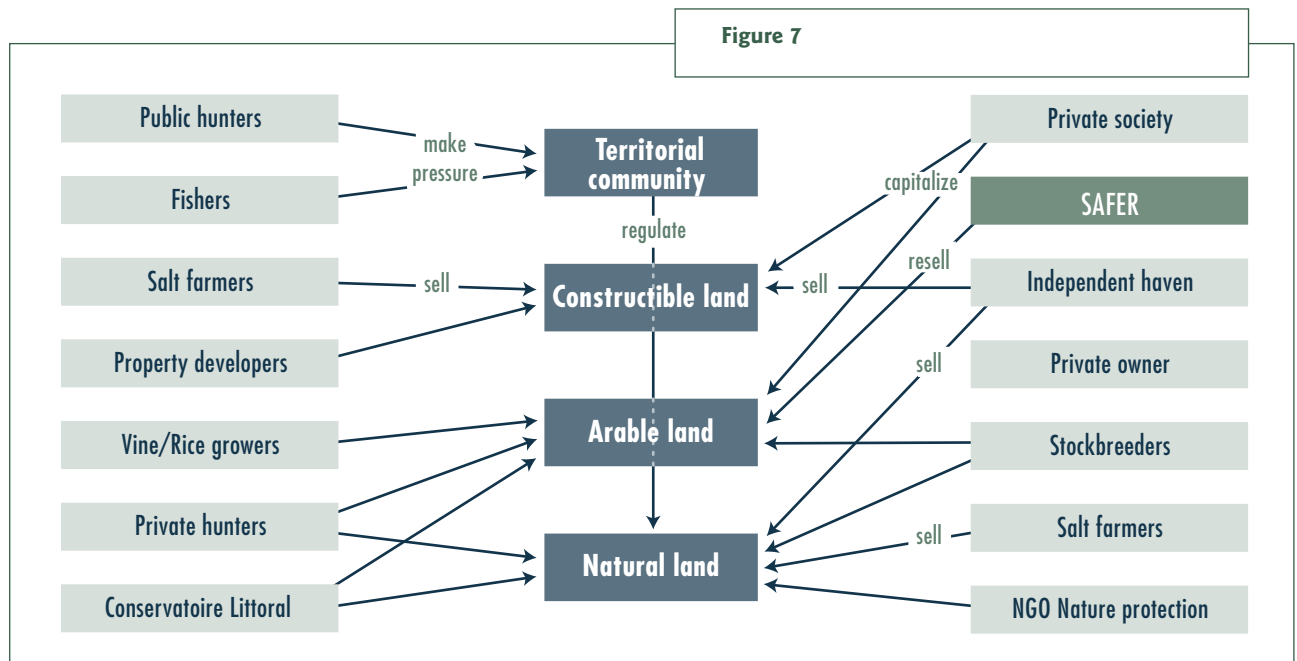 Figure 7
Public hunters
Fishers
Salt farmers
Property developers
Vine/Rice growers
Private hunters
Conservatoire Littoral
make
pressure
sell
Territorial
community
regulate
Constructible land
Arable land
Natural land
capitalize
resell
sell
sell
sell
Private society
SAFER
Independent haven
Private owner
Stockbreeders
Salt farmers
NGO Nature protection